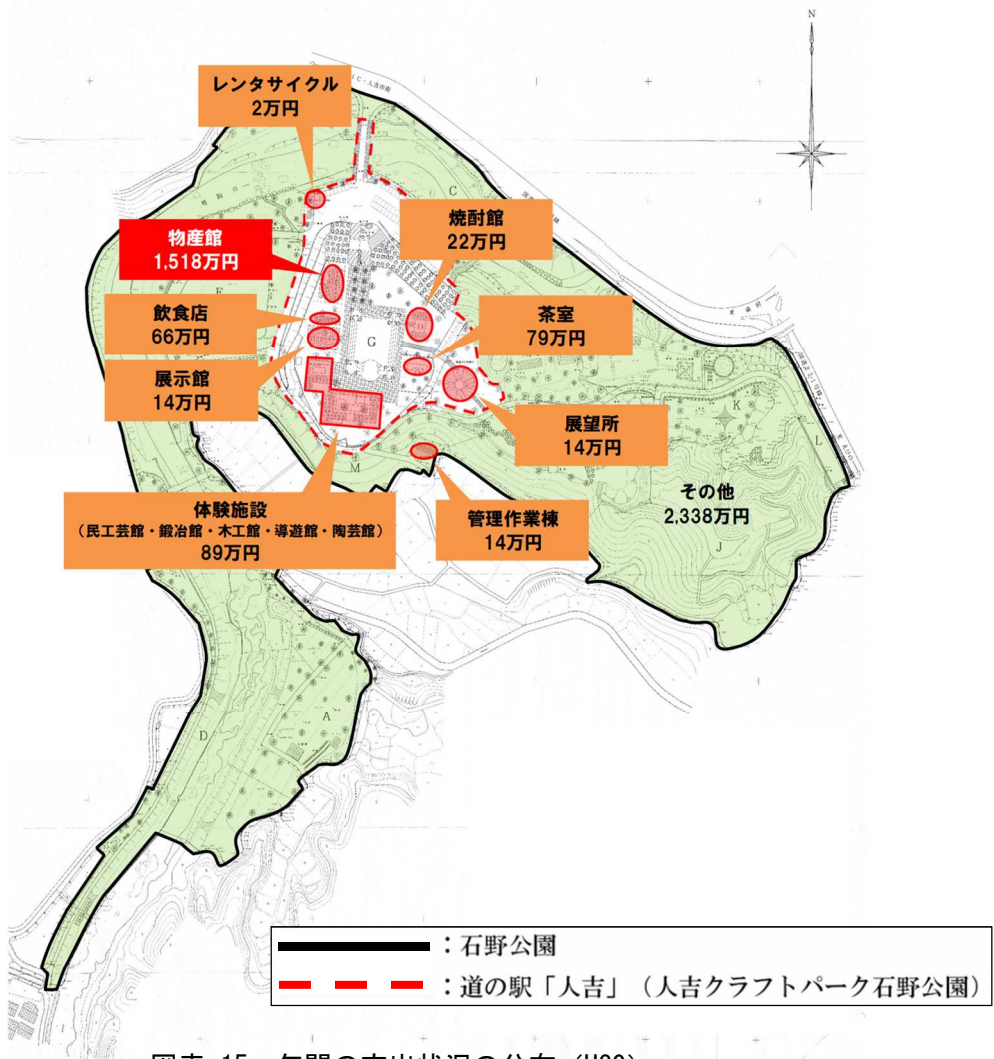 N
レンタサイクル
2万円
C
焼酎館
22万円
物産館
1,518万円
飲食店
66万円
茶室
79万円
G
展示館
14万円
展望所
14万円
K
L
M
その他
2,338万円
体験施設
(民工芸館・鍛冶館・木工館・導遊館・陶芸館)
89万円
管理作業棟
14万円
J
A
D
:石野公園
:道の駅「人吉」(人吉クラフトパーク石野公園)